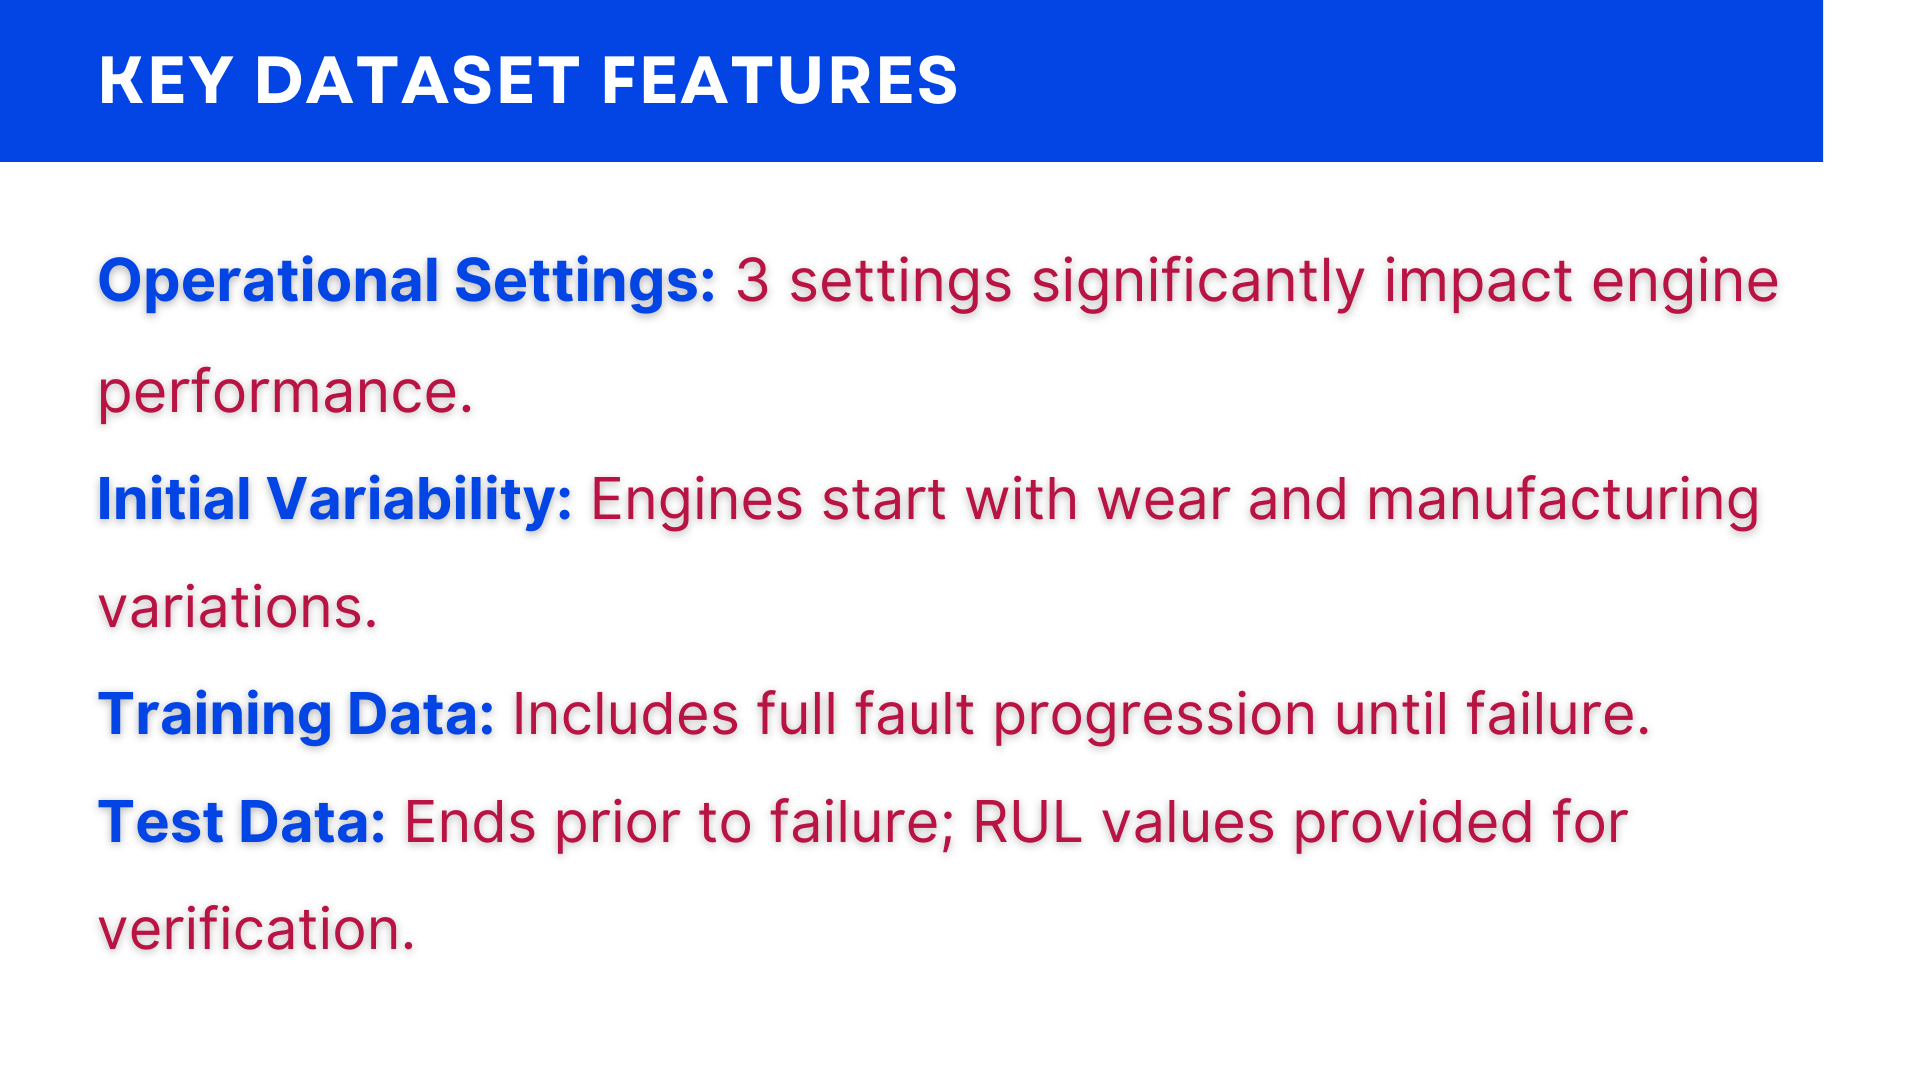 KEY DATASET FEATURES
Operational Settings: 3 settings significantly impact engine
performance.
Initial Variability: Engines start with wear and manufacturing
variations.
Training Data: Includes full fault progression until failure.
Test Data: Ends prior to failure; RUL values provided for
verification.